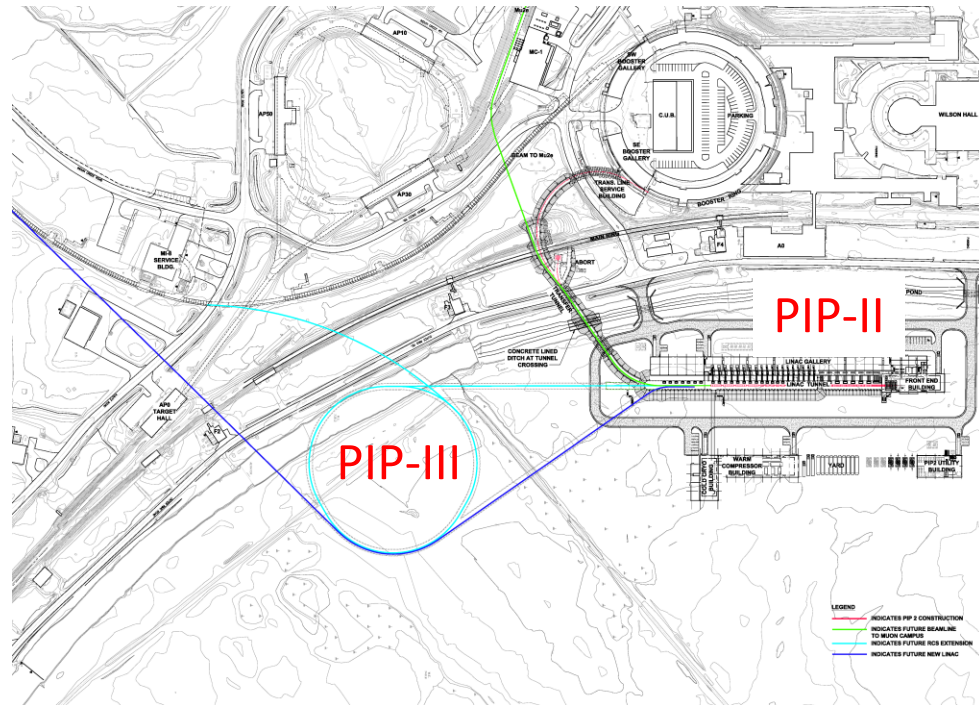 Mu2e
AP10
MC-1
SW
BOOSTER
GALLERY
AP50
C.U.B.
PARKING
WILSON HALL
BEAM TO Mu2e
SE
BOOSTER
GALLERY
AP30
TRANS. LINE
SERVICE
BUILDING
BOOSTER RING
MAIN RING
F4
A0
MI-8
SERVICE
BLDG.
ABORT
F3
TRANSFER
TUNNEL
POND
PIP-II
CONCRETE LINED
DITCH AT TUNNEL
CROSSING
LINAC GALLERY
LINAC TUNNEL
FRONT END
BUILDING
AP0
TARGET
HALL
F2
PIP-III
COLD CRYO
BUILDING
WARM
COMPRESSOR
BUILDING
YARD
PIP2 UTILITY
BUILDING
LEGEND
INDICATES PIP 2 CONSTRUCTION
INDICATES FUTURE BEAMLINE
TO MUON CAMPUS
INDICATES FUTURE RCS EXTENSION
INDICATES FUTURE NEW LINAC